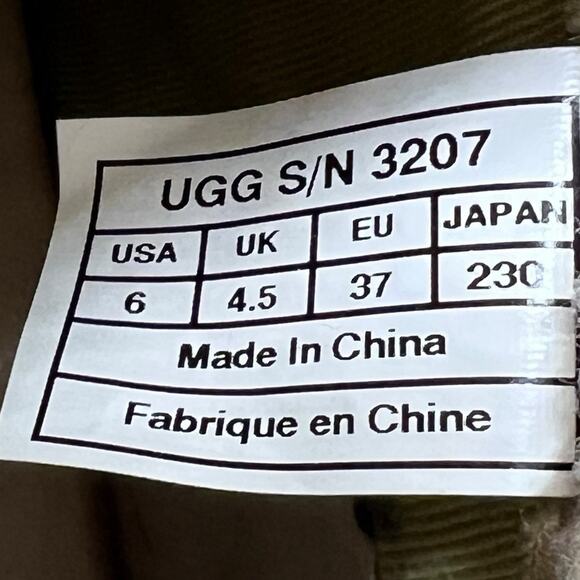 UGG S/N 3207
USA UK EU JAPAN
6 4.5 37 230
Made In China
Fabrique en Chine